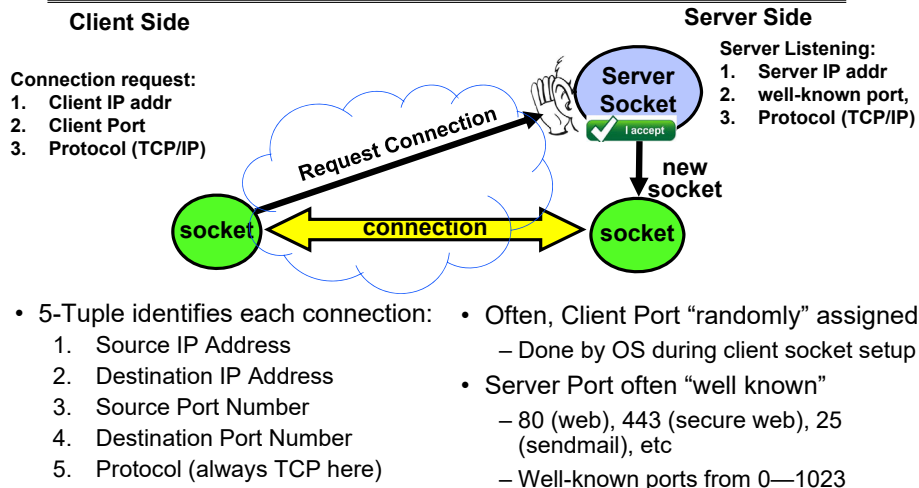 Client Side
Server Side
Connection request:
1. Client IP addr
2. Client Port
3. Protocol (TCP/IP)
Server Listening:
1. Server IP addr
2. well-known port,
3. Protocol (TCP/IP)
Server
Socket
I accept
Request Connection
new
socket
socket
connection
socket
• 5-Tuple identifies each connection:
1. Source IP Address
2. Destination IP Address
3. Source Port Number
4. Destination Port Number
5. Protocol (always TCP here)
• Often, Client Port “randomly” assigned
– Done by OS during client socket setup
• Server Port often “well known”
– 80 (web), 443 (secure web), 25
(sendmail), etc
– Well-known ports from 0—1023